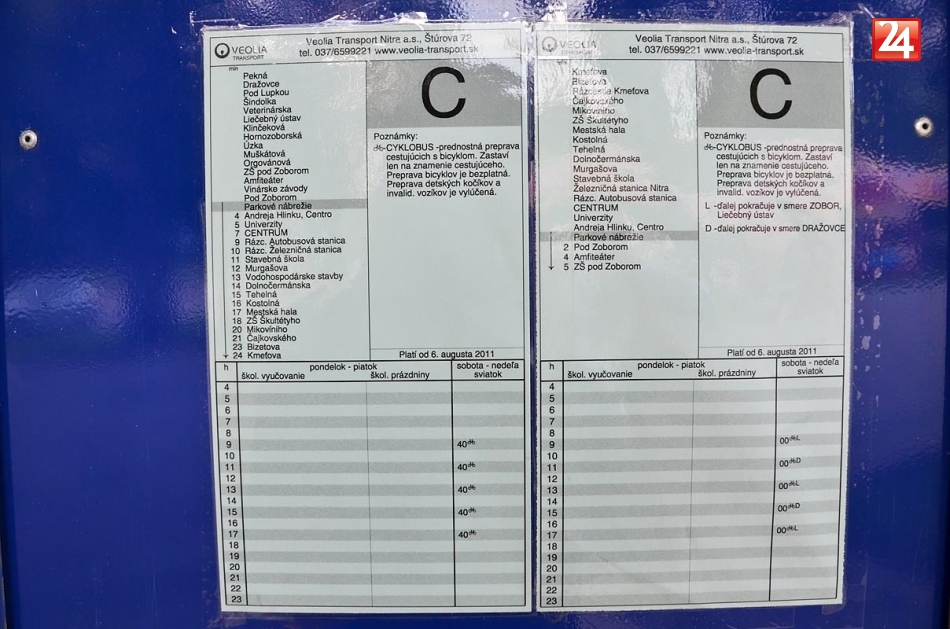 24
VEOLIA
TRANSPORT
Veolia Transport Nitra a.s., Štúrova 72
tel. 037/6599221 www.veolia-transport.sk
min
Pekná
Dražovce
Pod Lupkou
Šindolka
Veterinárska
Liečebný ústav
Klinčeková
Hornozoborská
Úzka
Muškátová
Orgovánová
ZŠ pod Zoborom
Amfiteáter
Vinárske závody
Pod Zoborom
Parkové nábrežie
4 Andreja Hlinku, Centro
5 Univerzity
7 CENTRUM
9 Rázc. Autobusová stanica
10 Rázc. Železničná stanica
11 Stavebná škola
12 Murgašova
13 Vodohospodárske stavby
14 Dolnočermánska
15 Tehelná
16 Kostolná
17 Mestská hala
18 ZŠ Škultétyho
20 Mikovíniho
21 Čajkovského
23 Bizetova
24 Kmeťova
C
Poznámky:
-CYKLOBUS -prednostná preprava
cestujúcich s bicyklom. Zastaví
len na znamenie cestujúceho.
Preprava bicyklov je bezplatná.
Preprava detských kočíkov a
invalid. vozíkov je vylúčená.
Platí od 6. augusta 2011
h pondelok - piatok sobota - nedeľa
škol. vyučovanie škol. prázdniny sviatok
4
5
6
7
8
9 40
10
11 40
12
13 40
14
15 40
16
17 40
18
19
20
21
22
23
VEOLIA
Veolia Transport Nitra a.s., Štúrova 72
tel. 037/6599221 www.veolia-transport.sk
Kmeťova
Bizetova
Rázcestie Kmeťova
Čajkovského
Mikovíniho
ZŠ Škultétyho
Mestská hala
Kostolná
Tehelná
Dolnočermánska
Murgašova
Stavebná škola
Železničná stanica Nitra
Rázc. Autobusová stanica
CENTRUM
Univerzity
Andreja Hlinku, Centro
Parkové nábrežie
2 Pod Zoborom
4 Amfiteáter
5 ZŠ pod Zoborom
C
Poznámky:
-CYKLOBUS -prednostná preprava
cestujúcich s bicyklom. Zastaví
len na znamenie cestujúceho.
Preprava bicyklov je bezplatná.
Preprava detských kočíkov a
invalid. vozíkov je vylúčená.
L -ďalej pokračuje v smere ZOBOR,
Liečebný ústav
D -ďalej pokračuje v smere DRAŽOVCE
Platí od 6. augusta 2011
h pondelok - piatok sobota - nedeľa
škol. vyučovanie škol. prázdniny sviatok
4
5
6
7
8
9 00 L
10
11 00 D
12
13 00 L
14
15 00 D
16
17 00 L
18
19
20
21
22
23